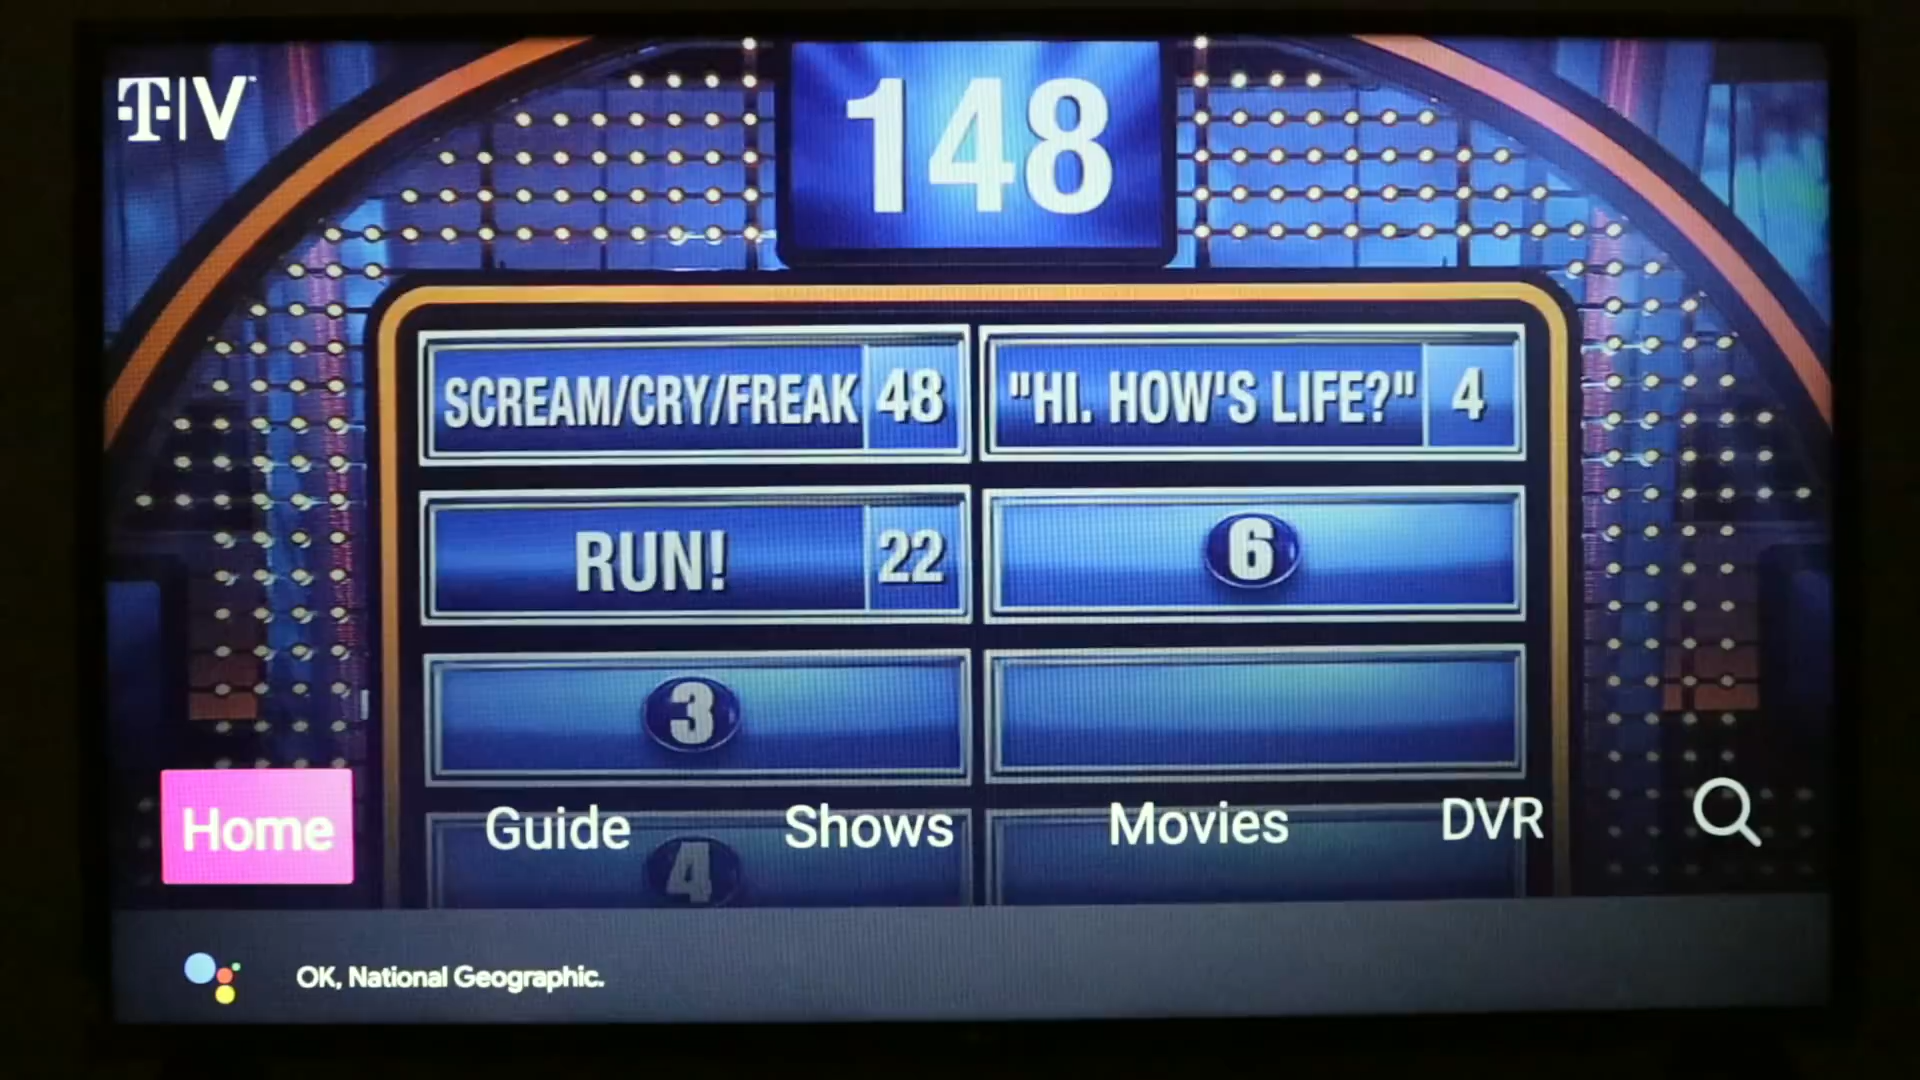 T|V
148
SCREAM/CRY/FREAK 48
"HI. HOW'S LIFE?" 4
RUN! 22
6
3
4
Home
Guide
Shows
Movies
DVR
OK, National Geographic.